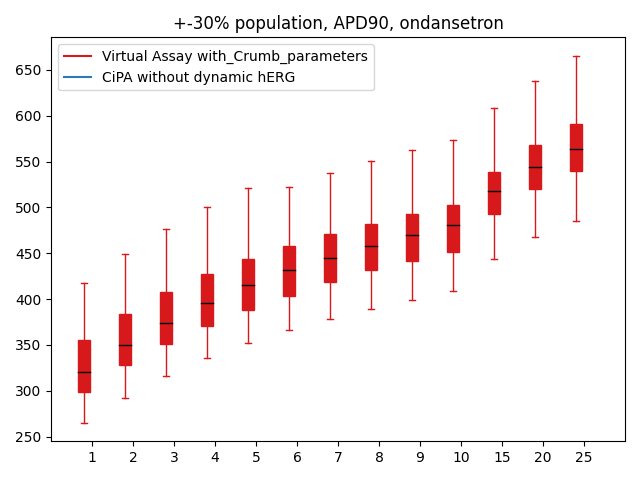 +-30% population, APD90, ondansetron
Virtual Assay with_Crumb_parameters
CiPA without dynamic hERG
650
600
550
500
450
400
350
300
250
1 2 3 4 5 6 7 8 9 10 15 20 25